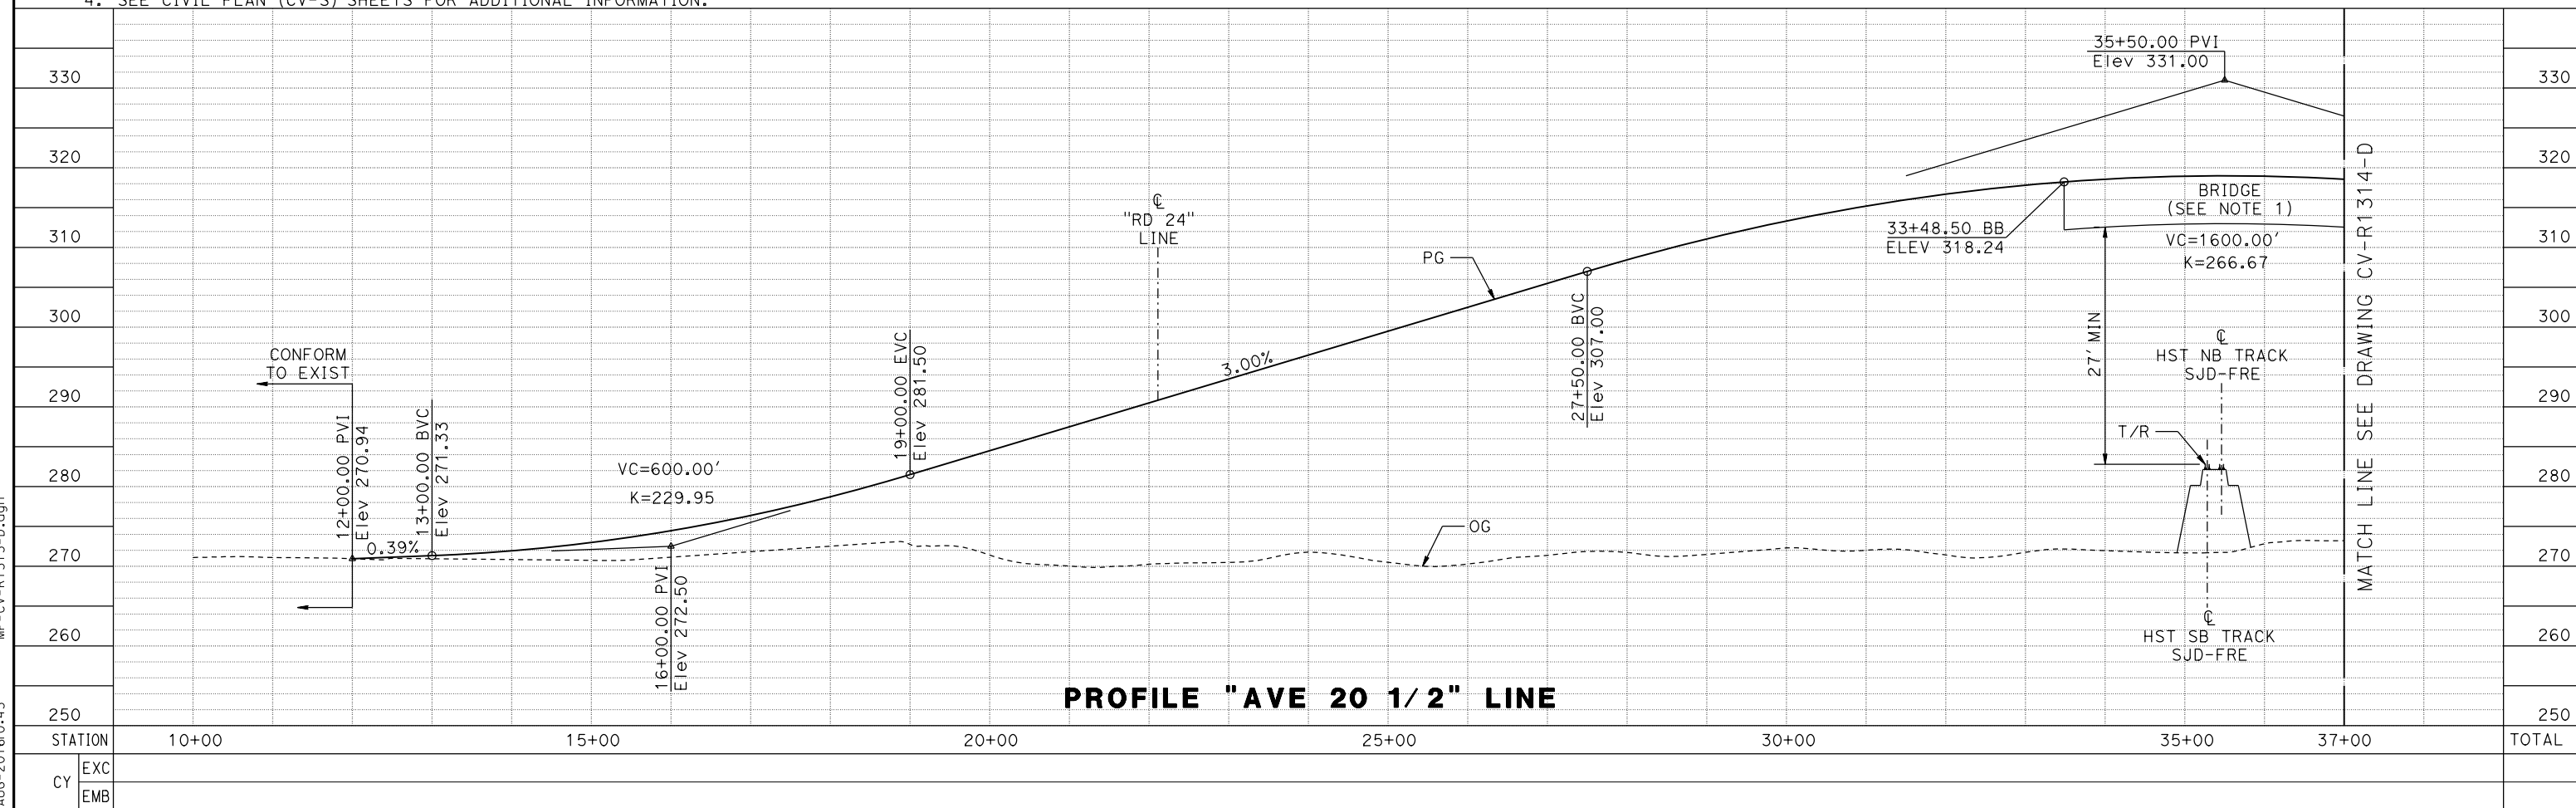 4. SEE CIVIL PLAN (CV-S) SHEETS FOR ADDITIONAL INFORMATION.
35+50.00 PVI
Elev 331.00
330
330
320
320
310
310
300
300
290
290
280
280
270
270
260
260
250
250
BRIDGE
(SEE NOTE 1)
VC=1600.00'
K=266.67
33+48.50 BB
ELEV 318.24
℄
"RD 24"
LINE
PG
27+50.00 BVC
Elev 307.00
3.00%
19+00.00 EVC
Elev 281.50
CONFORM
TO EXIST
12+00.00 PVI
Elev 270.94
13+00.00 BVC
Elev 271.33
0.39%
VC=600.00'
K=229.95
16+00.00 PVI
Elev 272.50
OG
27' MIN
℄
HST NB TRACK
SJD-FRE
T/R
℄
HST SB TRACK
SJD-FRE
MATCH LINE SEE DRAWING CV-R1314-D
PROFILE "AVE 20 1/2" LINE
STATION
10+00
15+00
20+00
25+00
30+00
35+00
37+00
TOTAL
CY
EXC
EMB